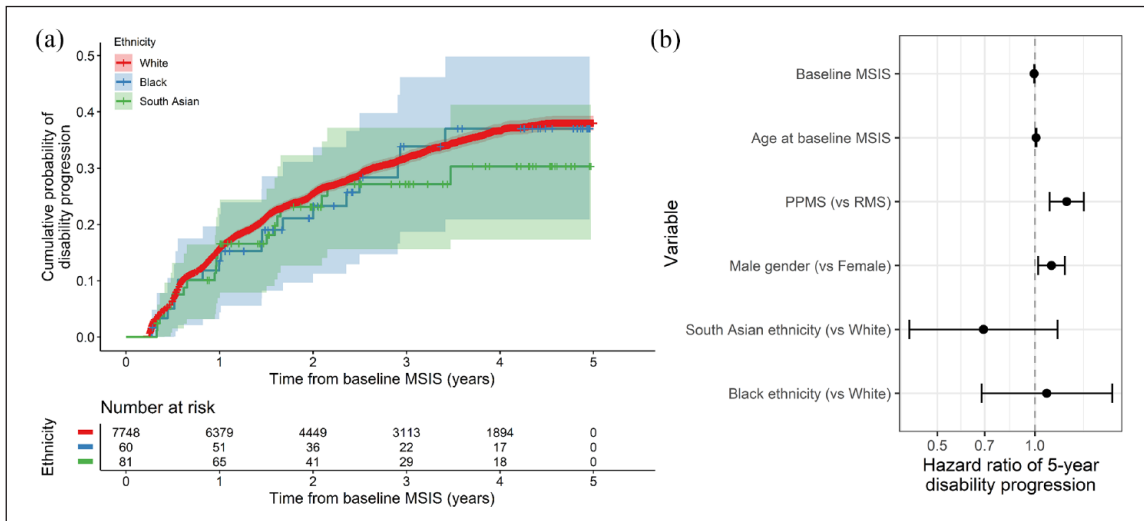 (a)
Ethnicity
White
Black
South Asian
Cumulative probability of
disability progression
0.5
0.4
0.3
0.2
0.1
0.0
0 1 2 3 4 5
Time from baseline MSIS (years)
Number at risk
Ethnicity
7748 6379 4449 3113 1894 0
60 51 36 22 17 0
81 65 41 29 18 0
0 1 2 3 4 5
Time from baseline MSIS (years)
(b)
Variable
Baseline MSIS
Age at baseline MSIS
PPMS (vs RMS)
Male gender (vs Female)
South Asian ethnicity (vs White)
Black ethnicity (vs White)
0.5 0.7 1.0
Hazard ratio of 5-year
disability progression